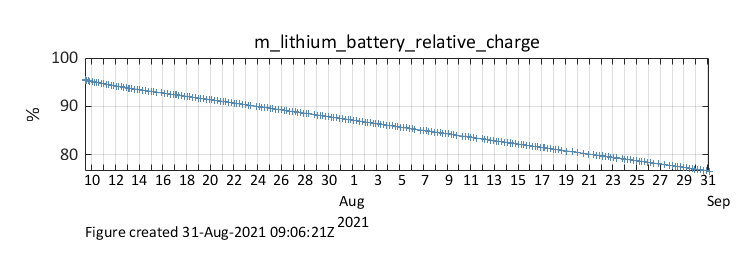 m_lithium_battery_relative_charge
100
90
80
%
10 12 14 16 18 20 22 24 26 28 30 1 3 5 7 9 11 13 15 17 19 21 23 25 27 29 31
Aug Sep
2021
Figure created 31-Aug-2021 09:06:21Z